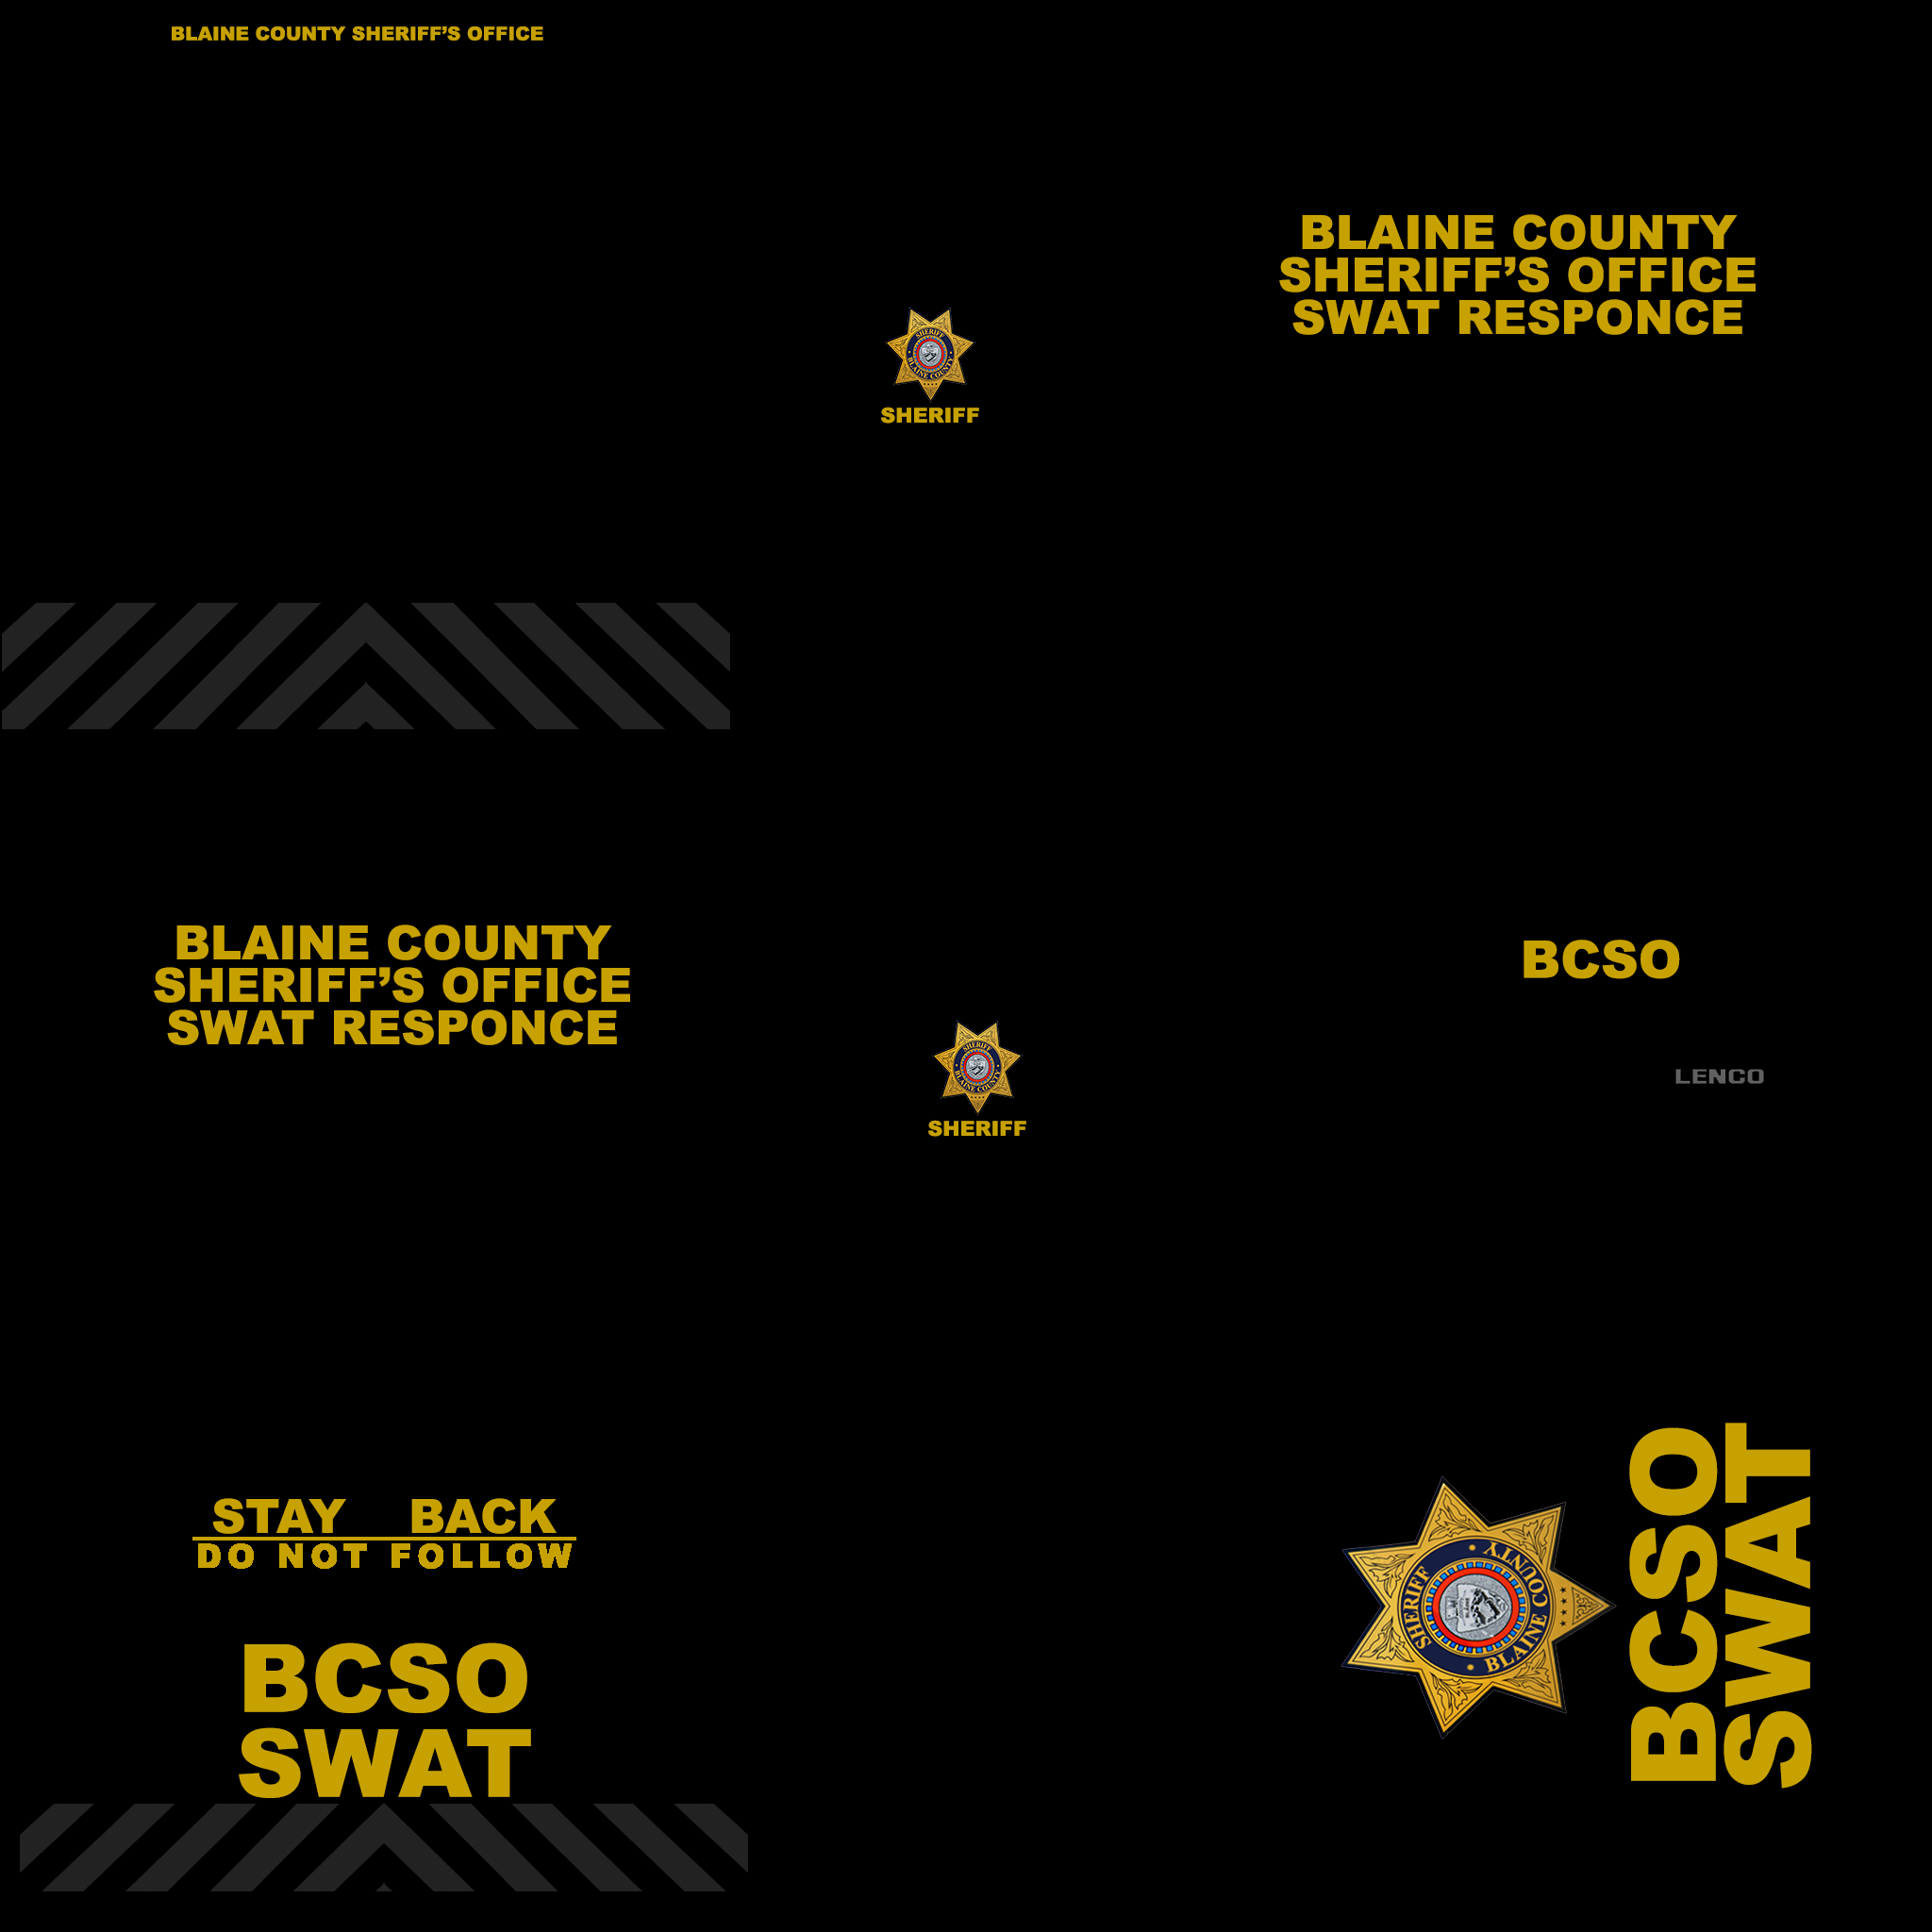 BLAINE COUNTY SHERIFF’S OFFICE
BLAINE COUNTY
SHERIFF’S OFFICE
SWAT RESPONCE
SHERIFF
BLAINE COUNTY
SHERIFF
BLAINE COUNTY
SHERIFF’S OFFICE
SWAT RESPONCE
SHERIFF
BLAINE COUNTY
SHERIFF
BCSO
LENCO
STAY BACK
DO NOT FOLLOW
BCSO
SWAT
SHERIFF
BLAINE COUNTY
BCSO
SWAT